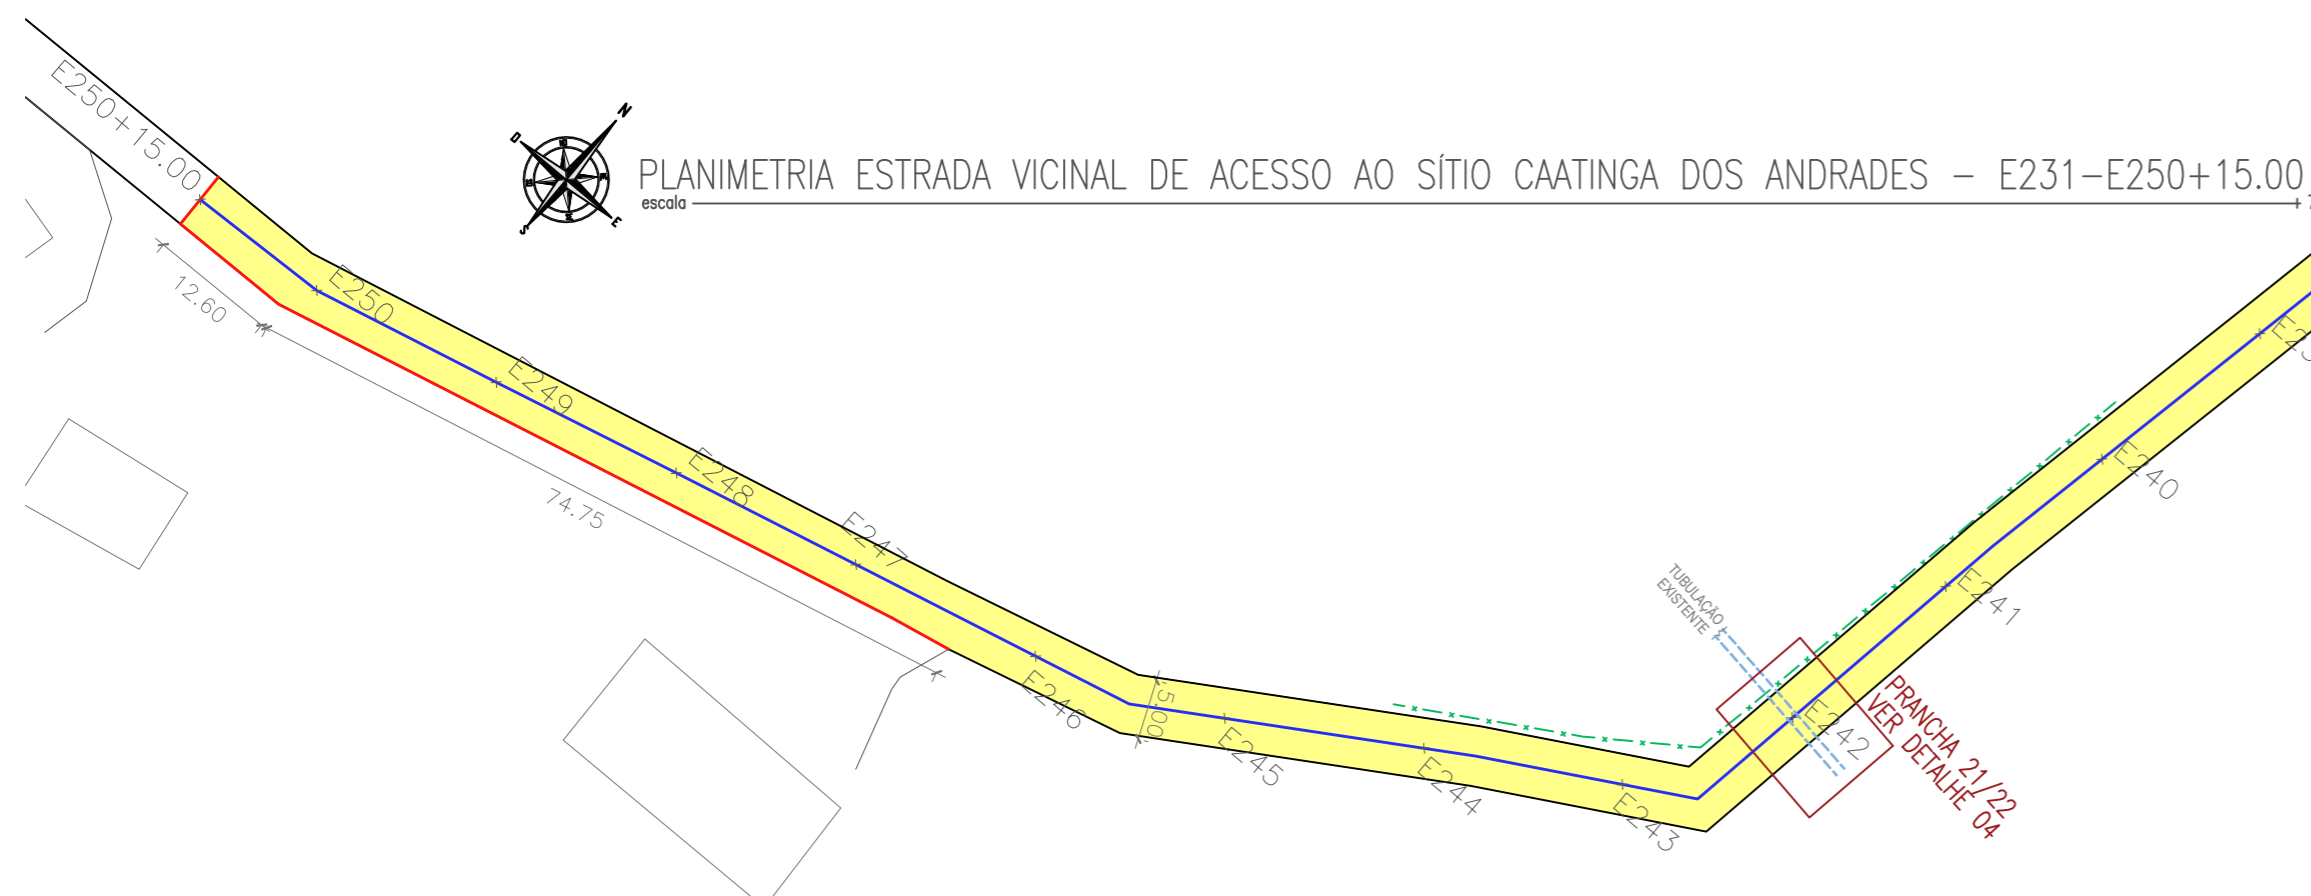 PLANIMETRIA ESTRADA VICINAL DE ACESSO AO SÍTIO CAATINGA DOS ANDRADES - E231-E250+15.00
escala
N
E
S
E250+15.00
12.60
E250
E249
74.75
E248
E247
E246
5.00
E245
E244
E243
TUBULAÇÃO
EXISTENTE
E242
PRANCHA 21/22
VER DETALHE 04
E241
E240